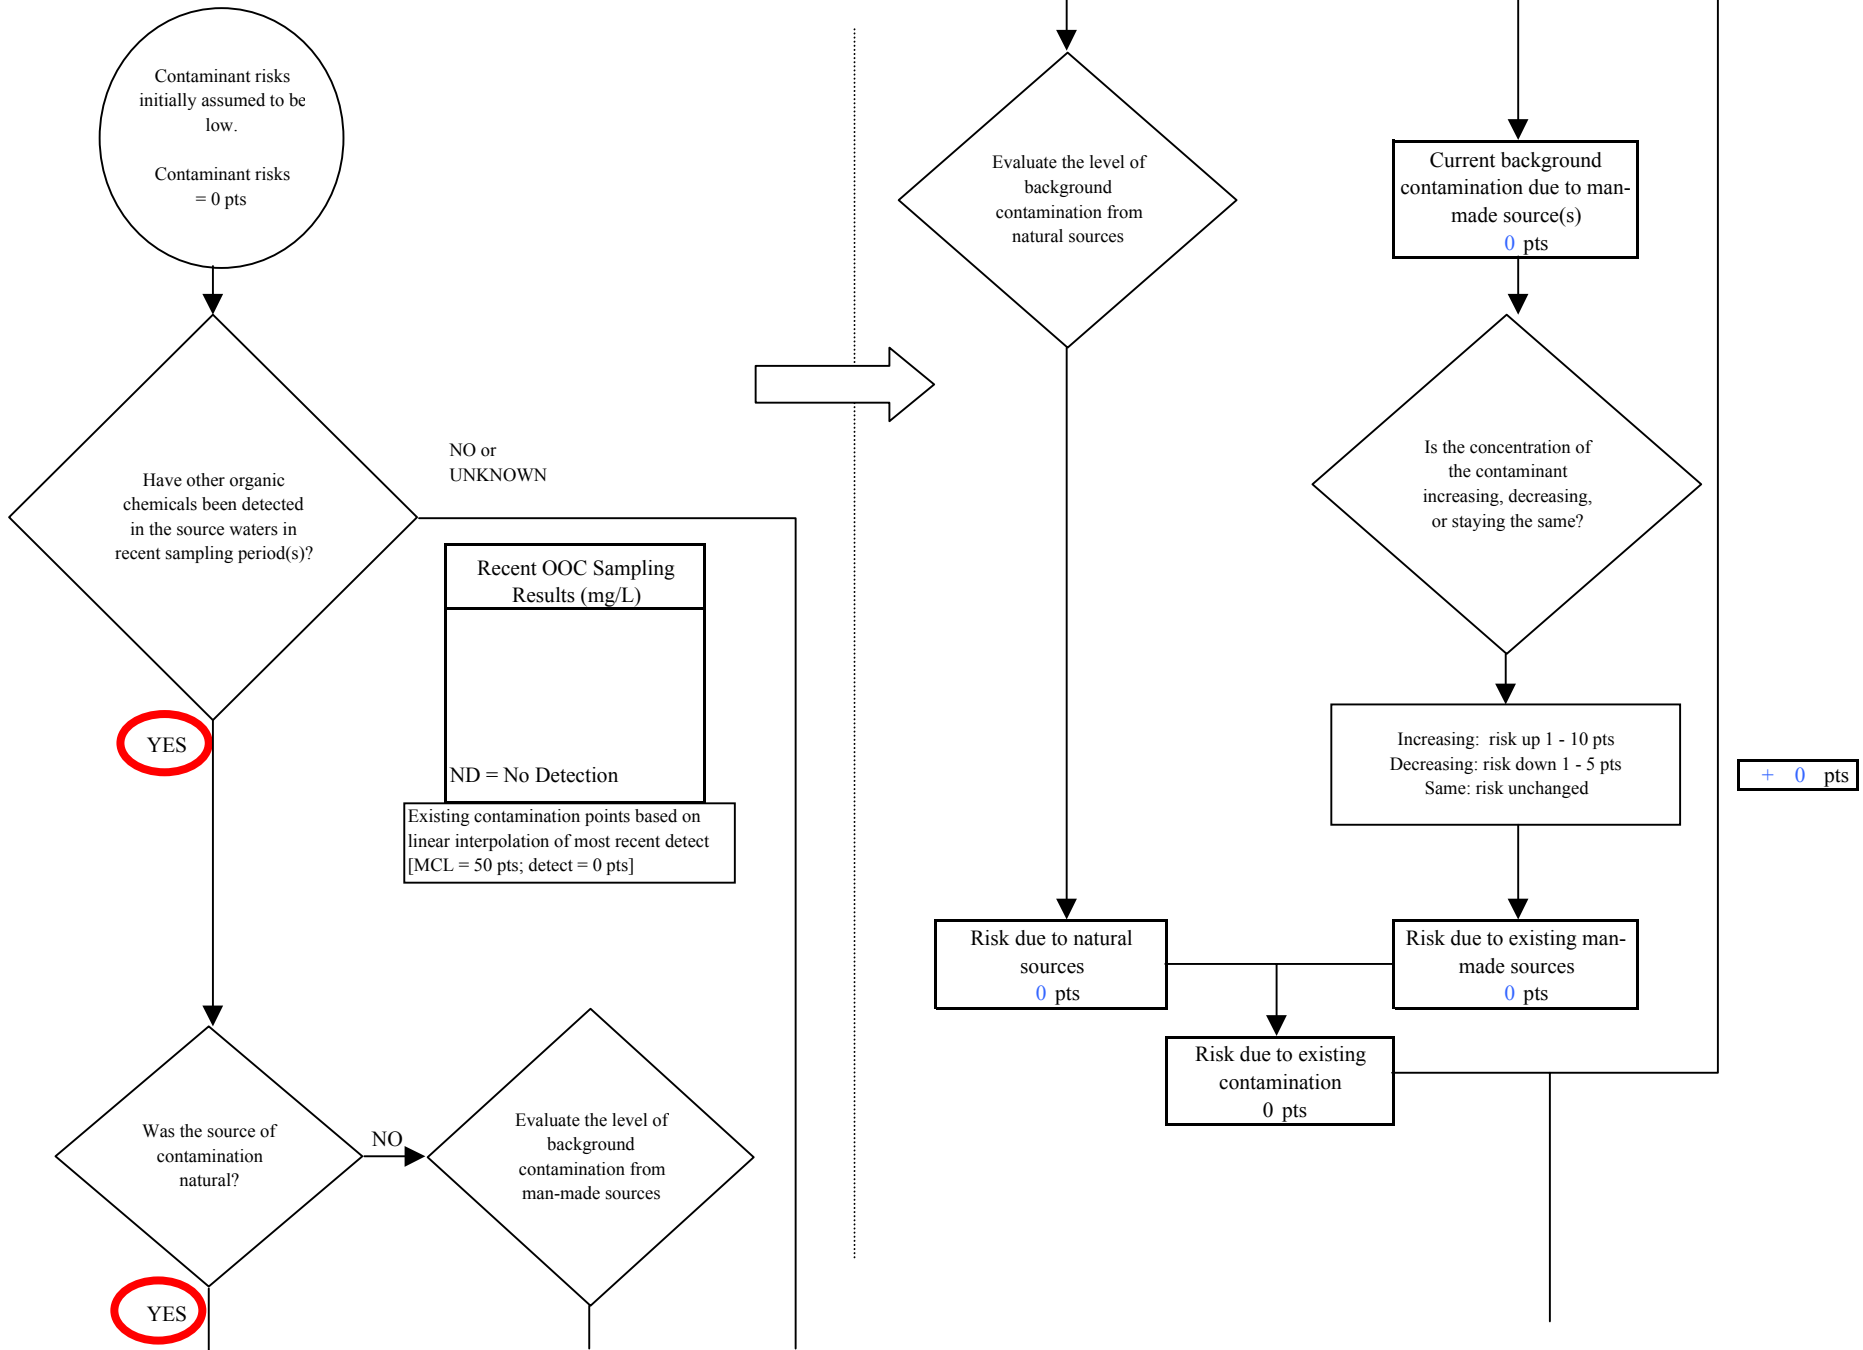 Contaminant risks
initially assumed to be
low.
Contaminant risks
= 0 pts
Have other organic
chemicals been detected
in the source waters in
recent sampling period(s)?
NO or
UNKNOWN
Recent OOC Sampling
Results (mg/L)
ND = No Detection
Existing contamination points based on
linear interpolation of most recent detect
[MCL = 50 pts; detect = 0 pts]
YES
Was the source of
contamination
natural?
NO
Evaluate the level of
background
contamination from
man-made sources
YES
Evaluate the level of
background
contamination from
natural sources
Current background
contamination due to man-
made source(s)
0 pts
Is the concentration of
the contaminant
increasing, decreasing,
or staying the same?
Increasing: risk up 1 - 10 pts
Decreasing: risk down 1 - 5 pts
Same: risk unchanged
+ 0 pts
Risk due to natural
sources
0 pts
Risk due to existing man-
made sources
0 pts
Risk due to existing
contamination
0 pts